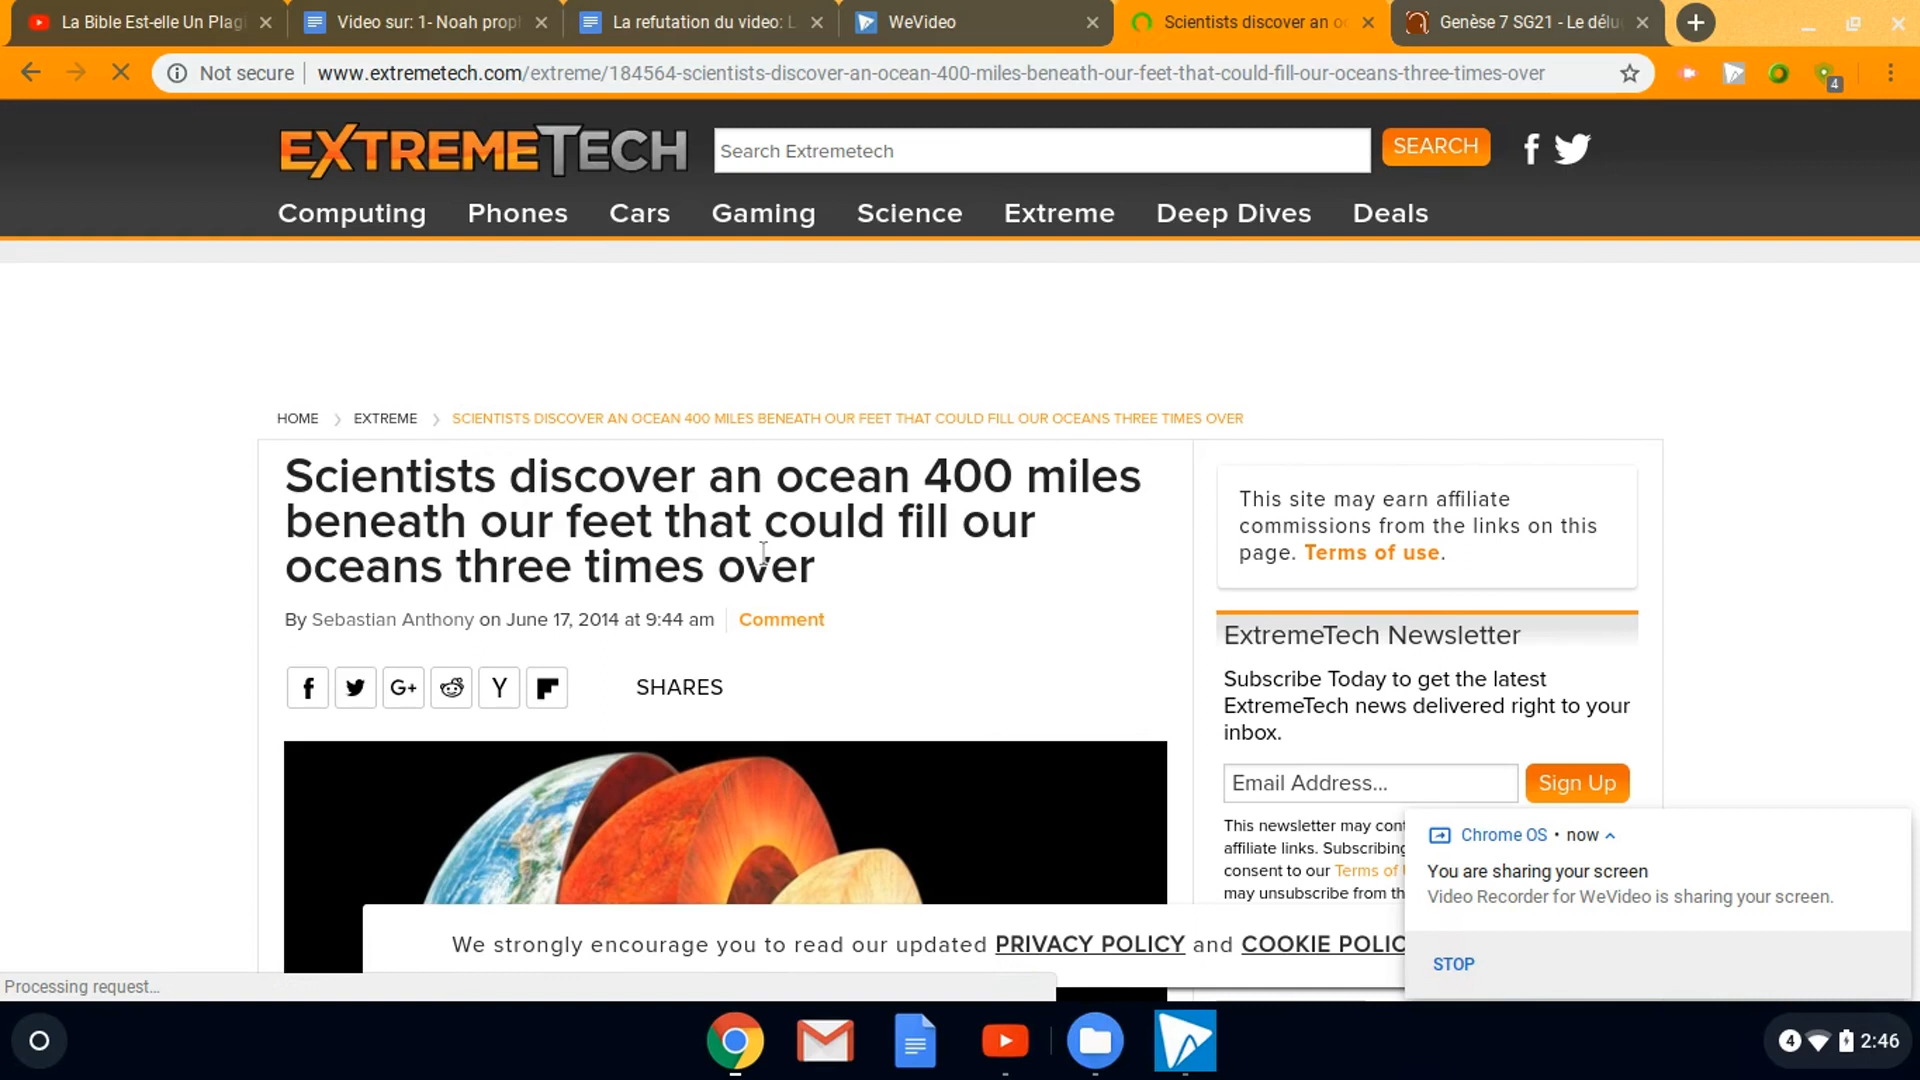 La Bible Est-elle Un Plagi
Video sur: 1- Noah prop
La refutation du video: L
WeVideo
Scientists discover an o
Genèse 7 SG21 - Le délu
Not secure
www.extremetech.com/extreme/184564-scientists-discover-an-ocean-400-miles-beneath-our-feet-that-could-fill-our-oceans-three-times-over
4
EXTREMETECH
Search Extremetech
SEARCH
Computing
Phones
Cars
Gaming
Science
Extreme
Deep Dives
Deals
HOME
EXTREME
SCIENTISTS DISCOVER AN OCEAN 400 MILES BENEATH OUR FEET THAT COULD FILL OUR OCEANS THREE TIMES OVER
Scientists discover an ocean 400 miles
beneath our feet that could fill our
oceans three times over
By Sebastian Anthony on June 17, 2014 at 9:44 am
Comment
G+
Y
SHARES
This site may earn affiliate
commissions from the links on this
page. Terms of use.
ExtremeTech Newsletter
Subscribe Today to get the latest
ExtremeTech news delivered right to your
inbox.
Email Address...
Sign Up
This newsletter may cont
affiliate links. Subscribing
consent to our Terms of
may unsubscribe from th
Chrome OS • now
You are sharing your screen
Video Recorder for WeVideo is sharing your screen.
STOP
We strongly encourage you to read our updated PRIVACY POLICY and COOKIE POLIC
Processing request...
4
2:46